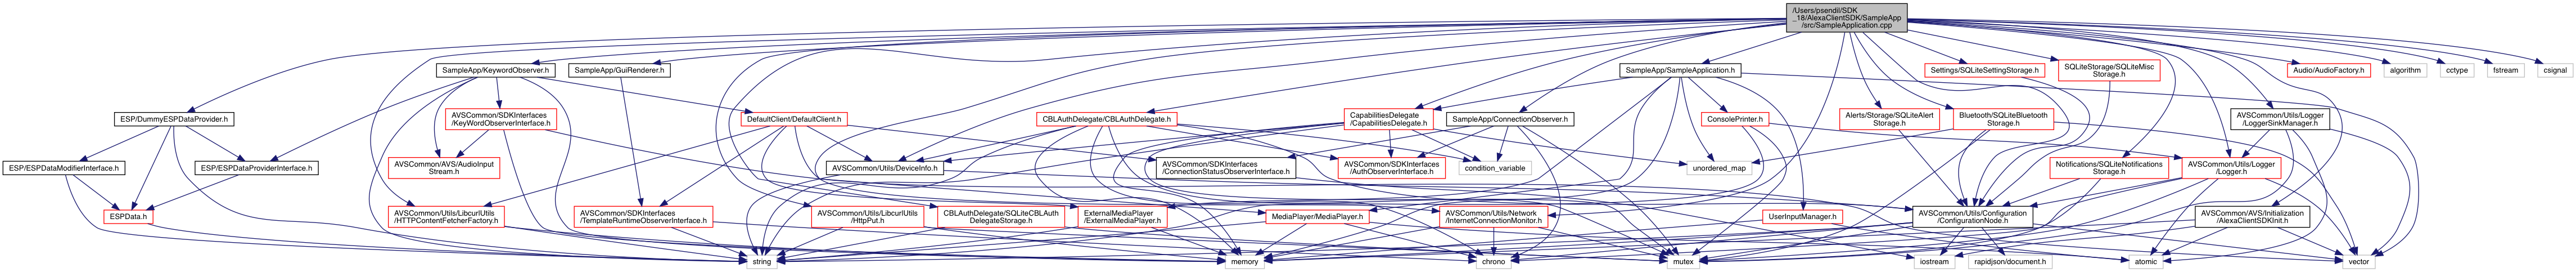 /Users/psendil/SDK
_18/AlexaClientSDK/SampleApp
/src/SampleApplication.cpp
SampleApp/KeywordObserver.h
SampleApp/GuiRenderer.h
SampleApp/SampleApplication.h
Settings/SQLiteSettingStorage.h
SQLiteStorage/SQLiteMisc
Storage.h
Audio/AudioFactory.h
algorithm
cctype
fstream
csignal
ESP/DummyESPDataProvider.h
AVSCommon/SDKInterfaces
/KeyWordObserverInterface.h
DefaultClient/DefaultClient.h
CBLAuthDelegate/CBLAuthDelegate.h
CapabilitiesDelegate
/CapabilitiesDelegate.h
SampleApp/ConnectionObserver.h
ConsolePrinter.h
Alerts/Storage/SQLiteAlert
Storage.h
Bluetooth/SQLiteBluetooth
Storage.h
AVSCommon/Utils/Logger
/LoggerSinkManager.h
ESP/ESPDataModifierInterface.h
ESP/ESPDataProviderInterface.h
AVSCommon/AVS/AudioInput
Stream.h
AVSCommon/Utils/DeviceInfo.h
AVSCommon/SDKInterfaces
/ConnectionStatusObserverInterface.h
AVSCommon/SDKInterfaces
/AuthObserverInterface.h
condition_variable
unordered_map
Notifications/SQLiteNotifications
Storage.h
AVSCommon/Utils/Logger
/Logger.h
ESPData.h
AVSCommon/Utils/LibcurlUtils
/HTTPContentFetcherFactory.h
AVSCommon/SDKInterfaces
/TemplateRuntimeObserverInterface.h
AVSCommon/Utils/LibcurlUtils
/HttpPut.h
CBLAuthDelegate/SQLiteCBLAuth
DelegateStorage.h
ExternalMediaPlayer
/ExternalMediaPlayer.h
MediaPlayer/MediaPlayer.h
AVSCommon/Utils/Network
/InternetConnectionMonitor.h
UserInputManager.h
AVSCommon/Utils/Configuration
/ConfigurationNode.h
AVSCommon/AVS/Initialization
/AlexaClientSDKInit.h
string
memory
chrono
mutex
iostream
rapidjson/document.h
atomic
vector